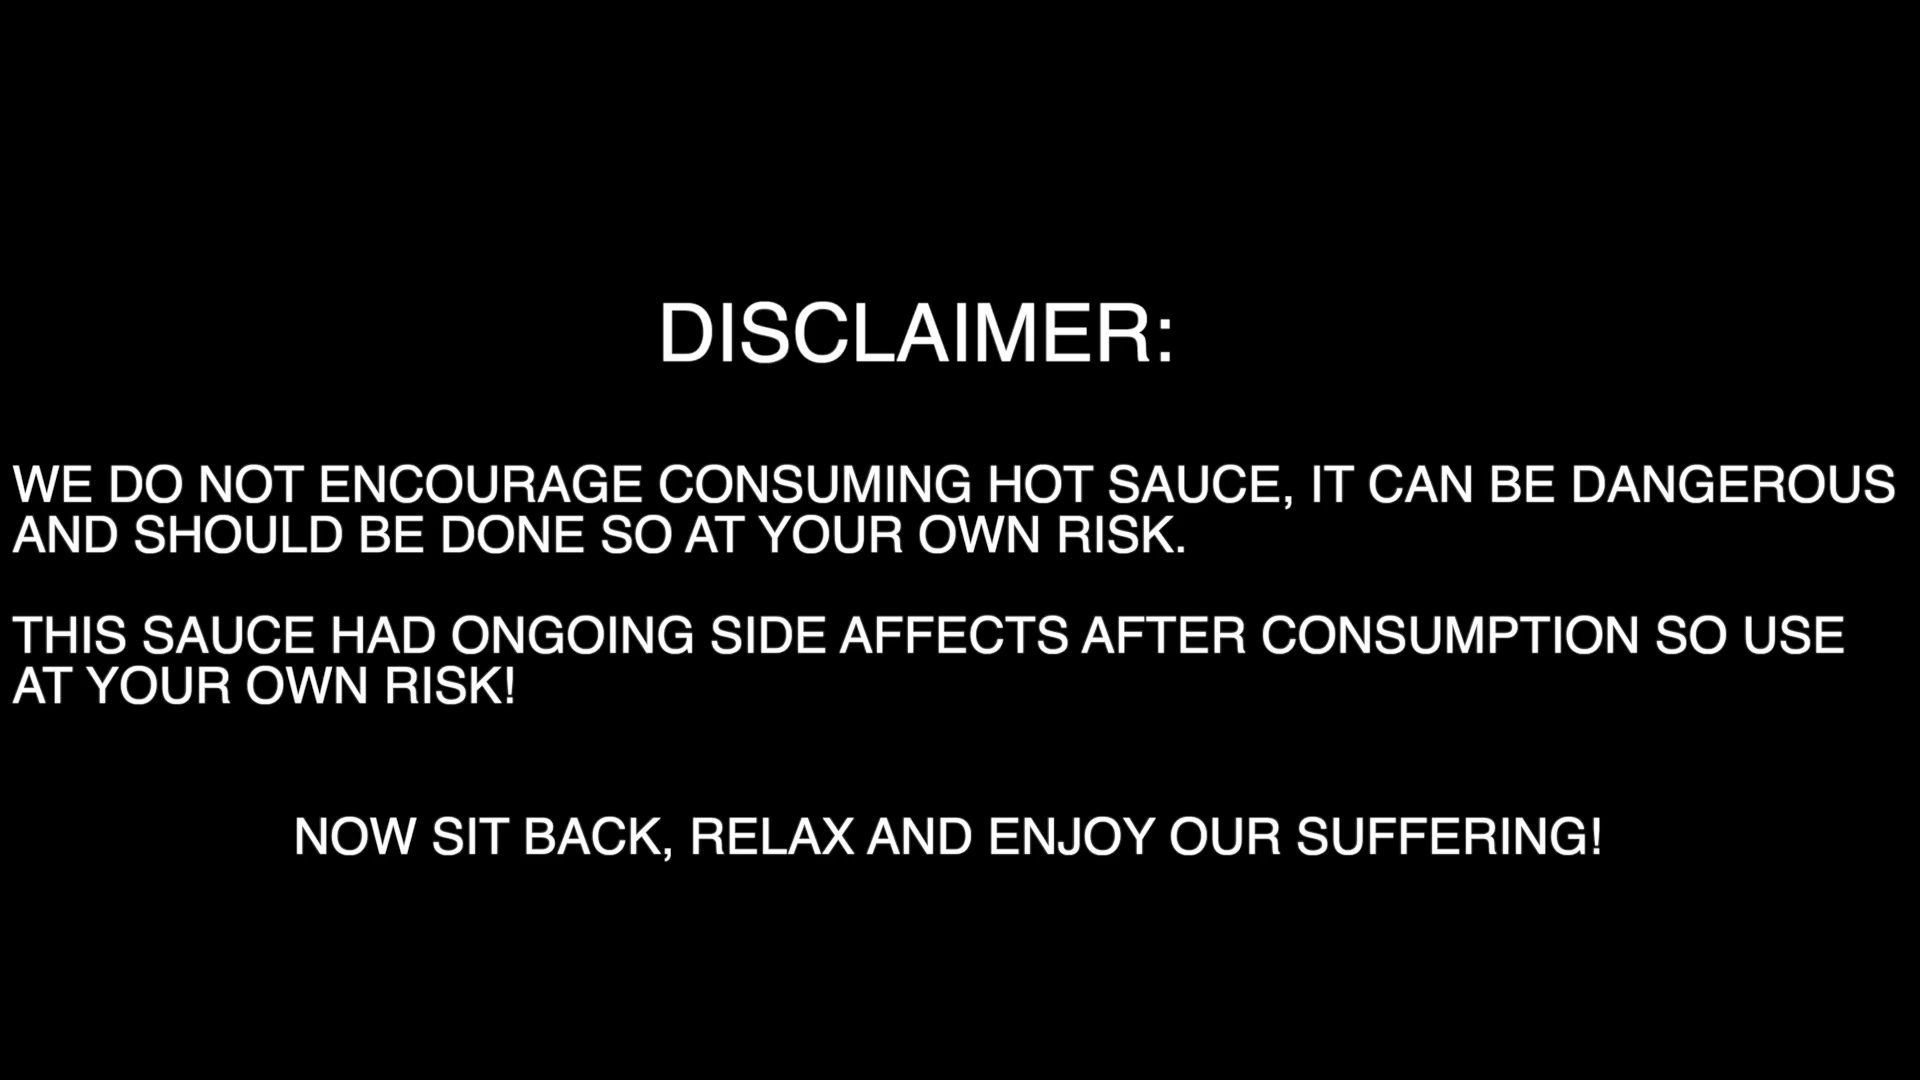 DISCLAIMER:
WE DO NOT ENCOURAGE CONSUMING HOT SAUCE, IT CAN BE DANGEROUS
AND SHOULD BE DONE SO AT YOUR OWN RISK.
THIS SAUCE HAD ONGOING SIDE AFFECTS AFTER CONSUMPTION SO USE
AT YOUR OWN RISK!
NOW SIT BACK, RELAX AND ENJOY OUR SUFFERING!